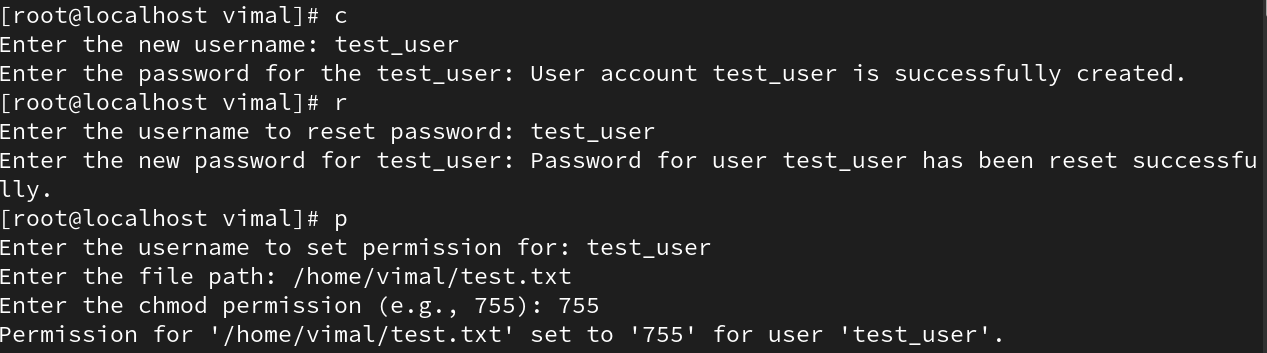 [root@localhost vimal]# c
Enter the new username: test_user
Enter the password for the test_user: User account test_user is successfully created.
[root@localhost vimal]# r
Enter the username to reset password: test_user
Enter the new password for test_user: Password for user test_user has been reset successfu
lly.
[root@localhost vimal]# p
Enter the username to set permission for: test_user
Enter the file path: /home/vimal/test.txt
Enter the chmod permission (e.g., 755): 755
Permission for '/home/vimal/test.txt' set to '755' for user 'test_user'.